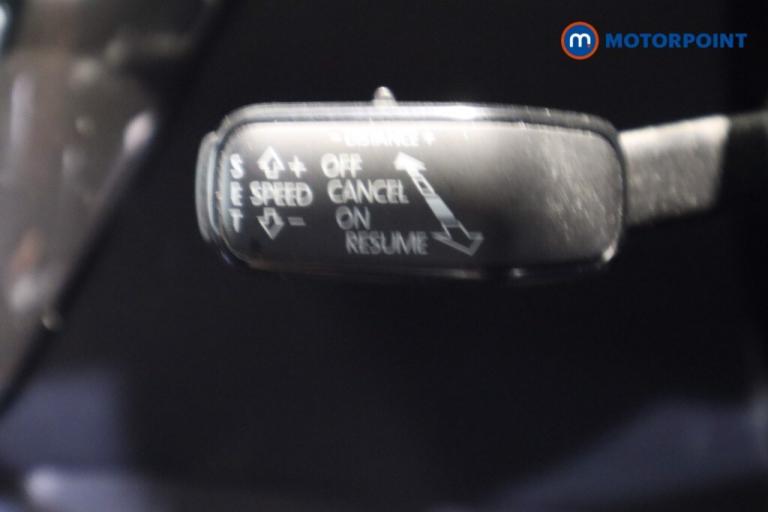 m MOTORPOINT
- DISTANCE +
S + OFF
E SPEED CANCEL
T - ON
RESUME